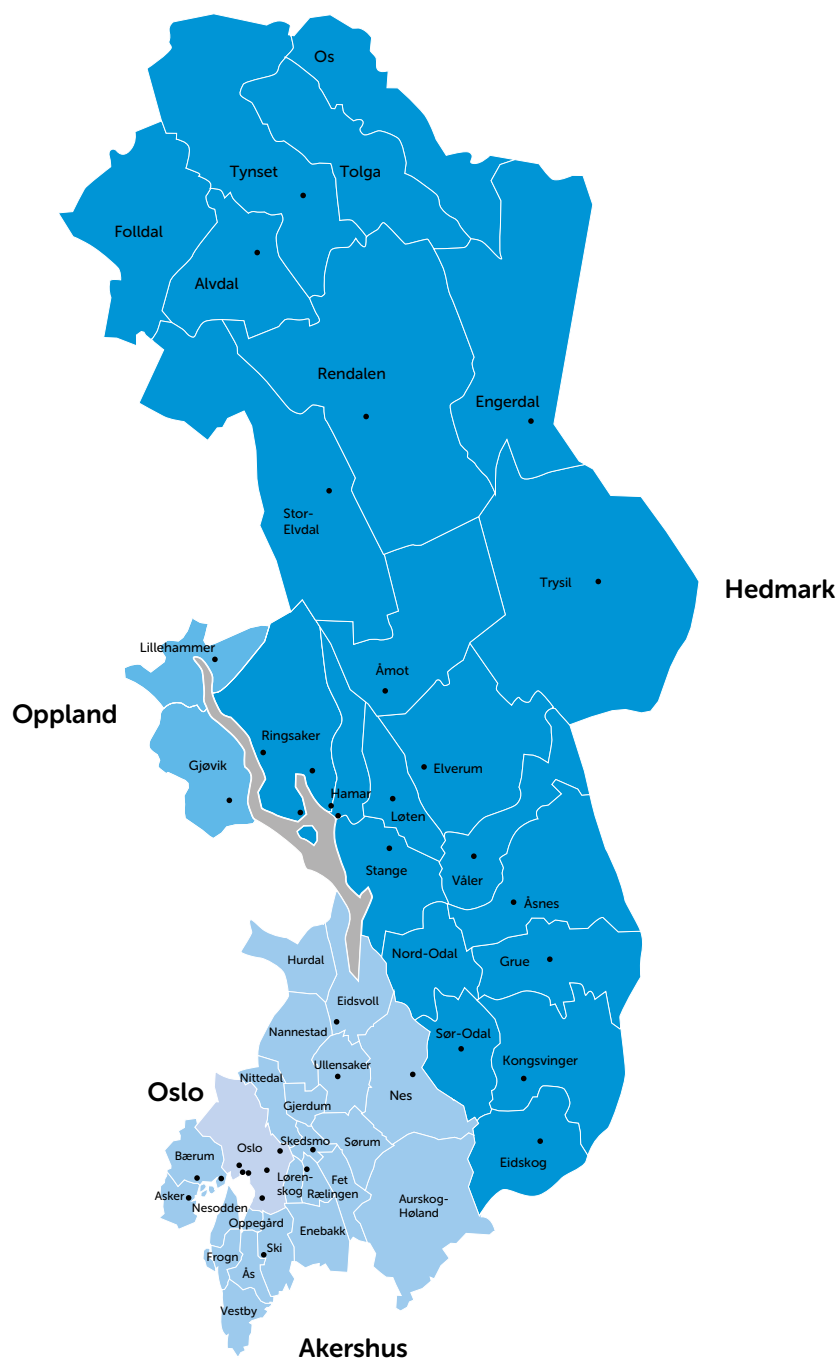 Os
Tynset
Tolga
Folldal
Alvdal
Rendalen
Engerdal
Stor-
Elvdal
Trysil
Hedmark
Lillehammer
Åmot
Oppland
Ringsaker
Gjøvik
Elverum
Hamar
Løten
Stange
Våler
Åsnes
Nord-Odal
Grue
Hurdal
Eidsvoll
Nannestad
Sør-Odal
Kongsvinger
Ullensaker
Nittedal
Nes
Oslo
Gjerdum
Skedsmo
Sørum
Oslo
Bærum
Eidskog
Løren-
skog
Fet
Rælingen
Asker
Nesodden
Aurskog-
Høland
Oppegård
Enebakk
Ski
Frogn
Ås
Vestby
Akershus